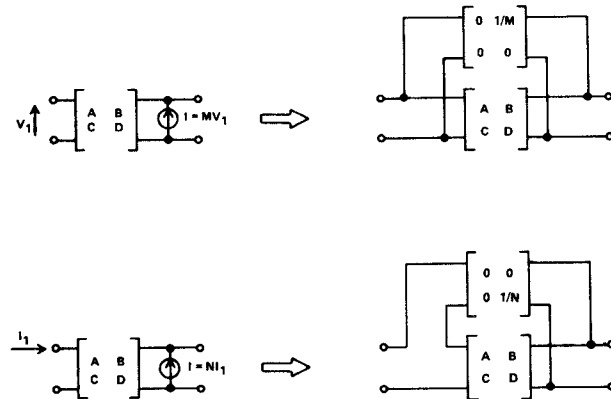 0 1/M
0 0
V1
A B
C D
I = MV1
A B
C D
0 0
0 1/N
I1
A B
C D
I = NI1
A B
C D